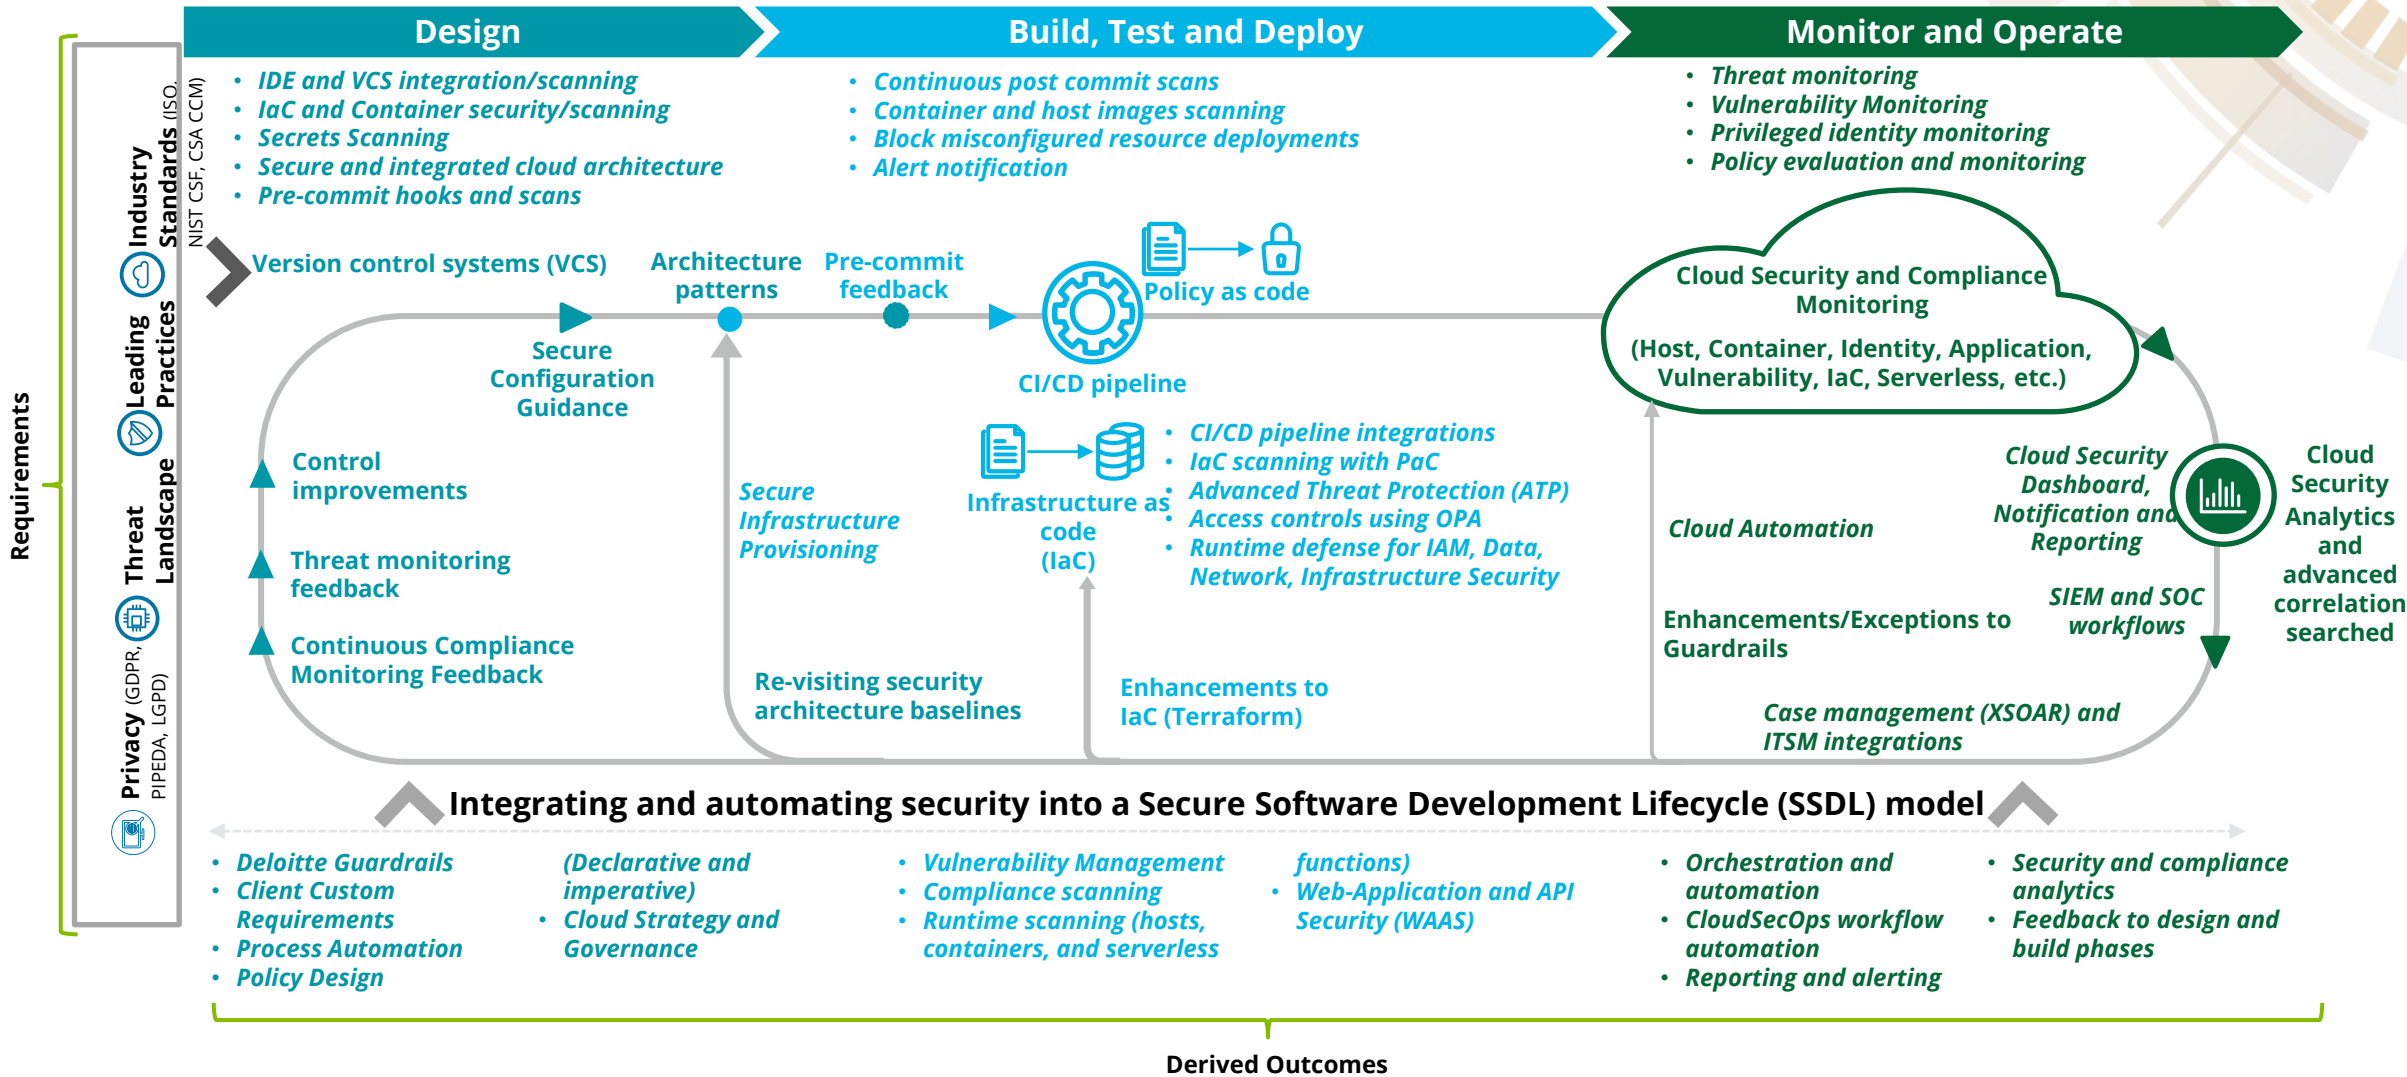 Design
Build, Test and Deploy
Monitor and Operate
• IDE and VCS integration/scanning
• IaC and Container security/scanning
• Secrets Scanning
• Secure and integrated cloud architecture
• Pre-commit hooks and scans
• Continuous post commit scans
• Container and host images scanning
• Block misconfigured resource deployments
• Alert notification
• Threat monitoring
• Vulnerability Monitoring
• Privileged identity monitoring
• Policy evaluation and monitoring
Requirements
Industry
Standards (ISO,
NIST CSF, CSA CCM)
Leading
Practices
Threat
Landscape
Privacy (GDPR,
PIPEDA, LGPD)
Version control systems (VCS)
Architecture
patterns
Pre-commit
feedback
Policy as code
Secure
Configuration
Guidance
CI/CD pipeline
Cloud Security and Compliance
Monitoring
(Host, Container, Identity, Application,
Vulnerability, IaC, Serverless, etc.)
Control
improvements
Threat monitoring
feedback
Continuous Compliance
Monitoring Feedback
Secure
Infrastructure
Provisioning
Re-visiting security
architecture baselines
Infrastructure as
code
(IaC)
• CI/CD pipeline integrations
• IaC scanning with PaC
• Advanced Threat Protection (ATP)
• Access controls using OPA
• Runtime defense for IAM, Data,
Network, Infrastructure Security
Enhancements to
IaC (Terraform)
Cloud Automation
Enhancements/Exceptions to
Guardrails
Cloud Security
Dashboard,
Notification and
Reporting
SIEM and SOC
workflows
Case management (XSOAR) and
ITSM integrations
Cloud
Security
Analytics
and
advanced
correlation
searched
Integrating and automating security into a Secure Software Development Lifecycle (SSDL) model
• Deloitte Guardrails
• Client Custom
Requirements
• Process Automation
• Policy Design
(Declarative and
imperative)
• Cloud Strategy and
Governance
• Vulnerability Management
• Compliance scanning
• Runtime scanning (hosts,
containers, and serverless
functions)
• Web-Application and API
Security (WAAS)
• Orchestration and
automation
• CloudSecOps workflow
automation
• Reporting and alerting
• Security and compliance
analytics
• Feedback to design and
build phases
Derived Outcomes